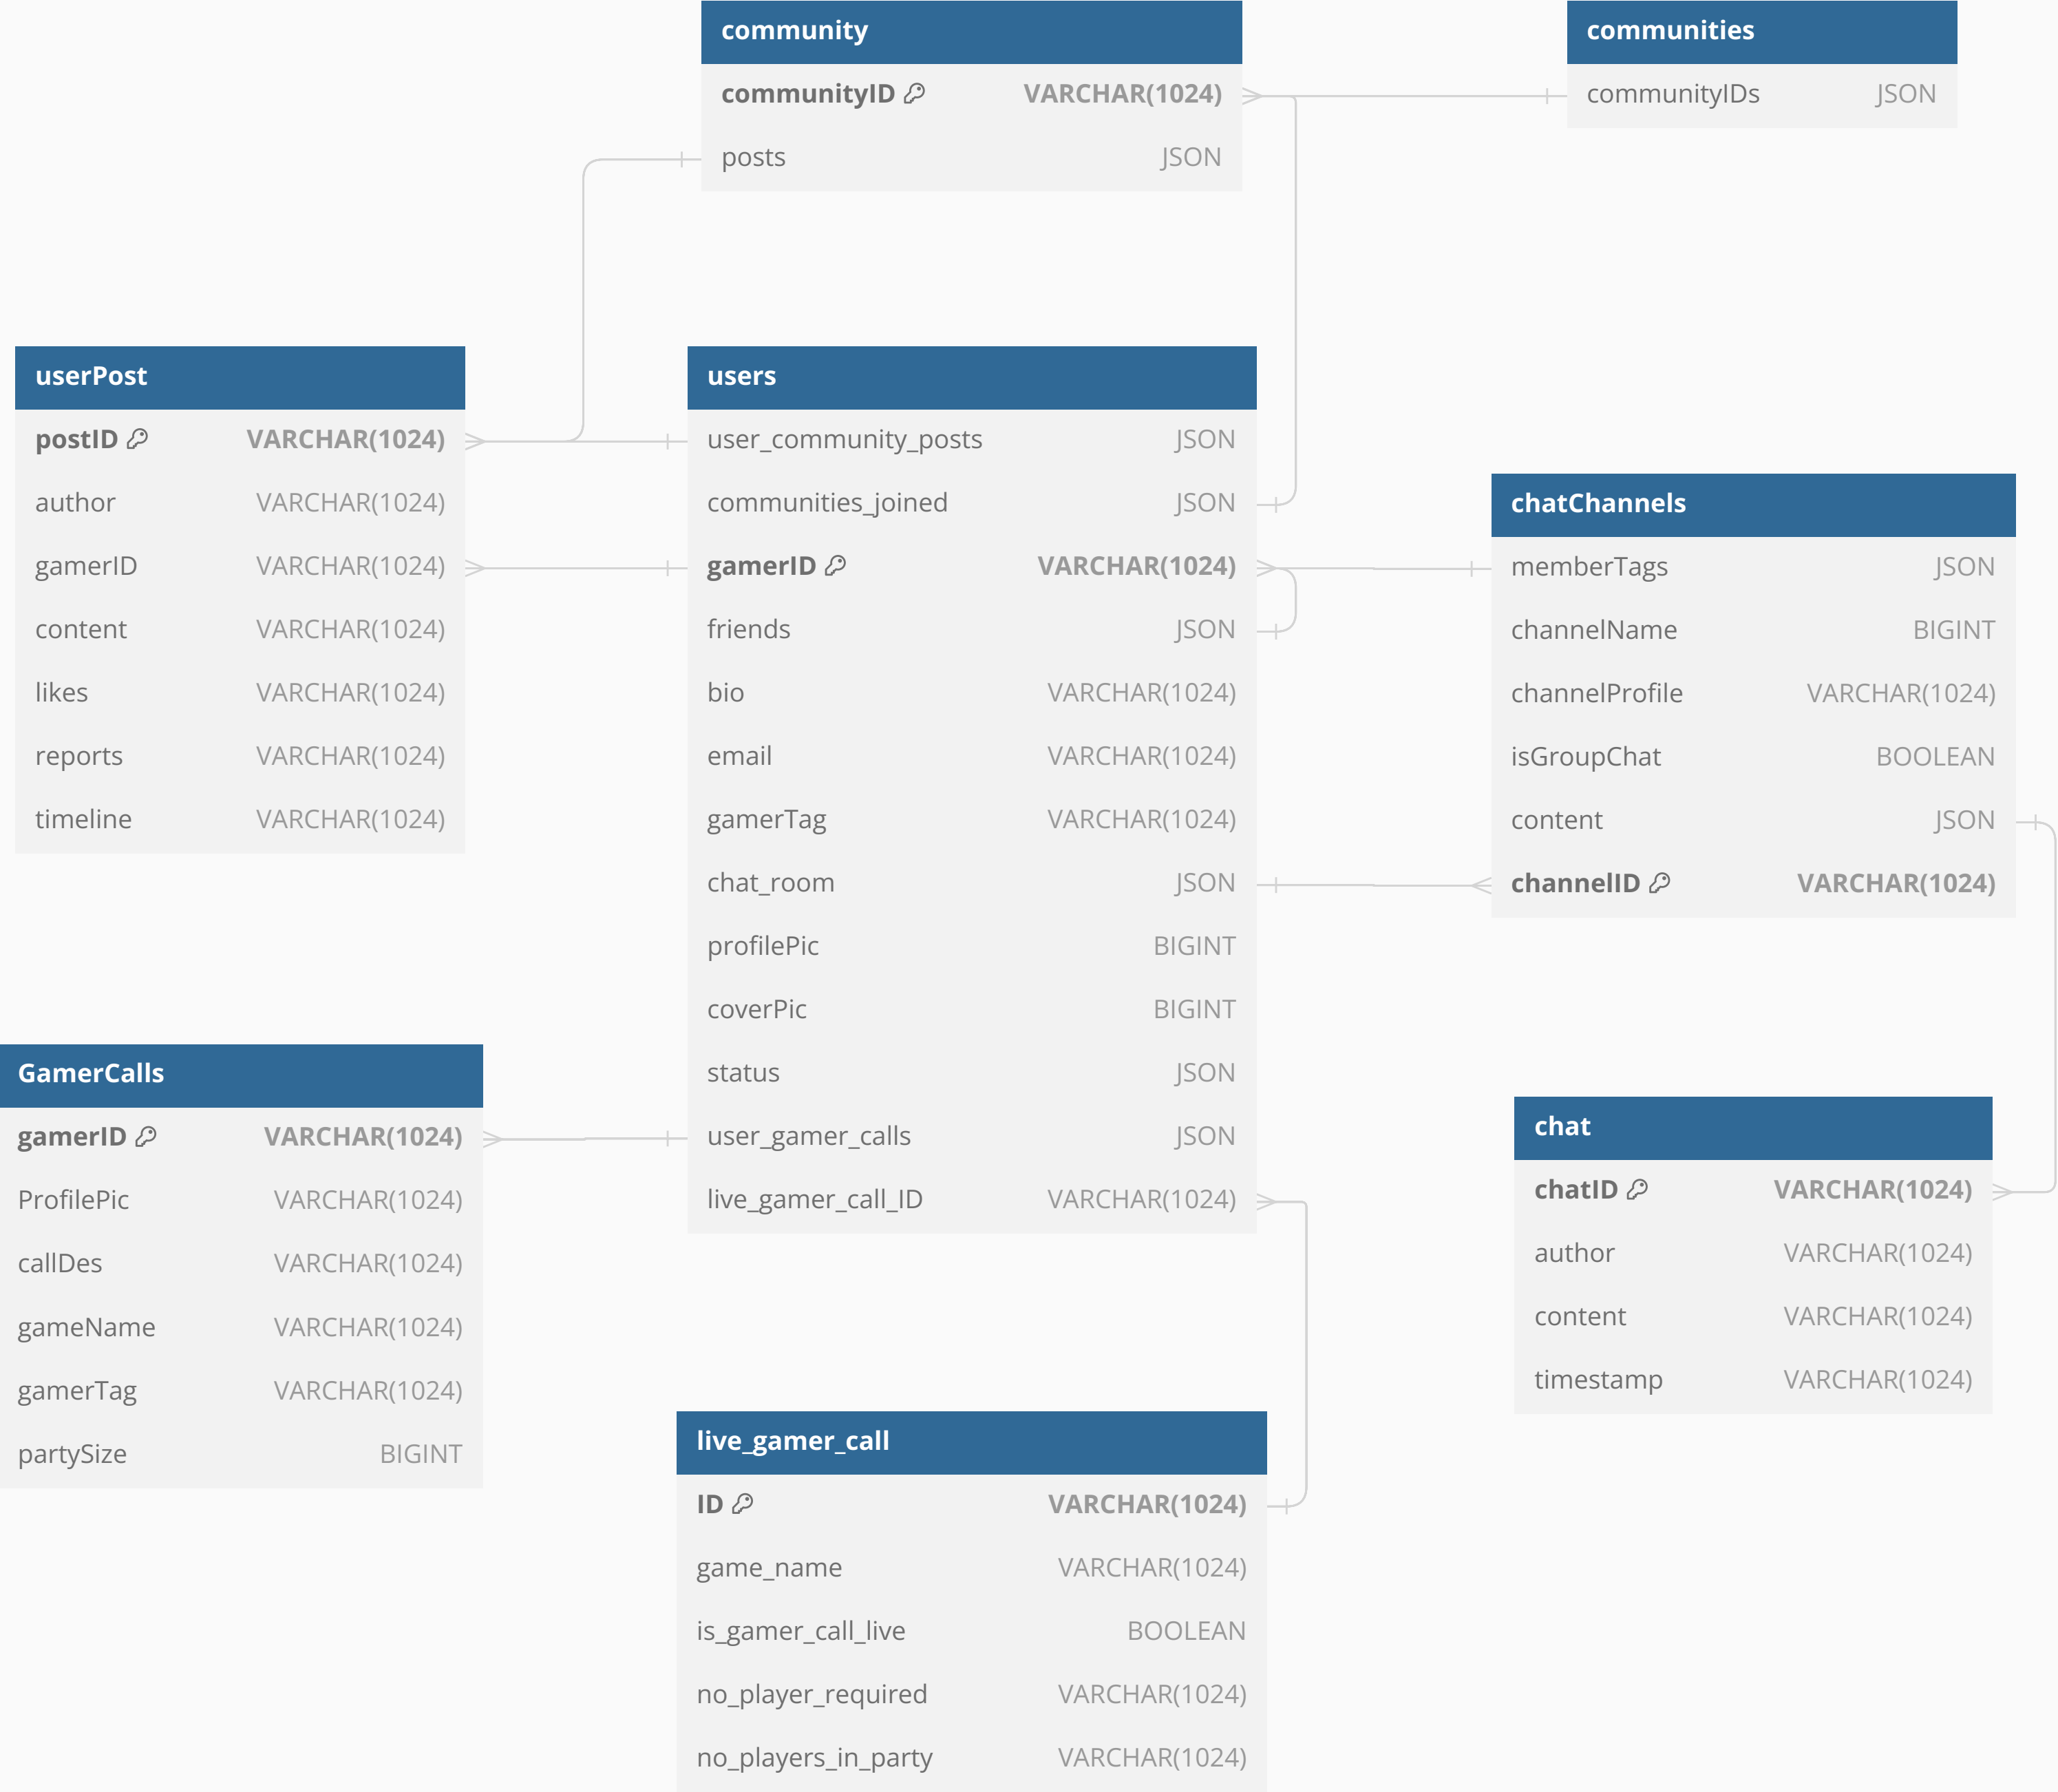 community
communityID VARCHAR(1024)
posts JSON
communities
communityIDs JSON
userPost
postID VARCHAR(1024)
author VARCHAR(1024)
gamerID VARCHAR(1024)
content VARCHAR(1024)
likes VARCHAR(1024)
reports VARCHAR(1024)
timeline VARCHAR(1024)
users
user_community_posts JSON
communities_joined JSON
gamerID VARCHAR(1024)
friends JSON
bio VARCHAR(1024)
email VARCHAR(1024)
gamerTag VARCHAR(1024)
chat_room JSON
profilePic BIGINT
coverPic BIGINT
status JSON
user_gamer_calls JSON
live_gamer_call_ID VARCHAR(1024)
chatChannels
memberTags JSON
channelName BIGINT
channelProfile VARCHAR(1024)
isGroupChat BOOLEAN
content JSON
channelID VARCHAR(1024)
GamerCalls
gamerID VARCHAR(1024)
ProfilePic VARCHAR(1024)
callDes VARCHAR(1024)
gameName VARCHAR(1024)
gamerTag VARCHAR(1024)
partySize BIGINT
chat
chatID VARCHAR(1024)
author VARCHAR(1024)
content VARCHAR(1024)
timestamp VARCHAR(1024)
live_gamer_call
ID VARCHAR(1024)
game_name VARCHAR(1024)
is_gamer_call_live BOOLEAN
no_player_required VARCHAR(1024)
no_players_in_party VARCHAR(1024)